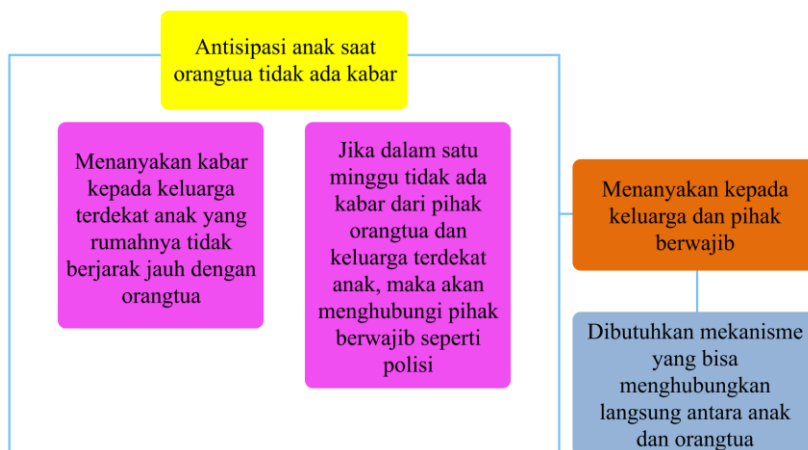 Antisipasi anak saat
orangtua tidak ada kabar
Menanyakan kabar
kepada keluarga
terdekat anak yang
rumahnya tidak
berjarak jauh dengan
orangtua
Jika dalam satu
minggu tidak ada
kabar dari pihak
orangtua dan
keluarga terdekat
anak, maka akan
menghubungi pihak
berwajib seperti
polisi
Menanyakan kepada
keluarga dan pihak
berwajib
Dibutuhkan mekanisme
yang bisa
menghubungkan
langsung antara anak
dan orangtua